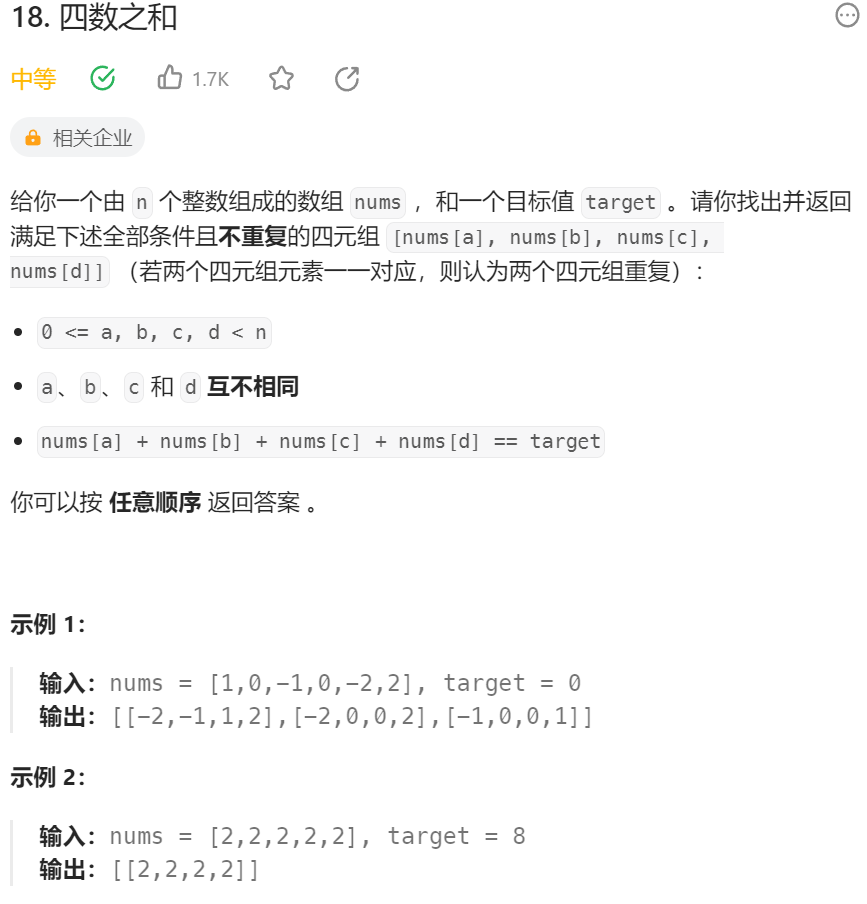 18. 四数之和
中等 1.7K
相关企业
给你一个由 n 个整数组成的数组 nums ，和一个目标值 target 。请你找出并返回
满足下述全部条件且不重复的四元组 [nums[a], nums[b], nums[c],
nums[d]] （若两个四元组元素一一对应，则认为两个四元组重复）：
0 <= a, b, c, d < n
a、b、c 和 d 互不相同
nums[a] + nums[b] + nums[c] + nums[d] == target
你可以按 任意顺序 返回答案 。
示例 1：
输入：nums = [1,0,-1,0,-2,2], target = 0
输出：[[-2,-1,1,2],[-2,0,0,2],[-1,0,0,1]]
示例 2：
输入：nums = [2,2,2,2,2], target = 8
输出：[[2,2,2,2]]